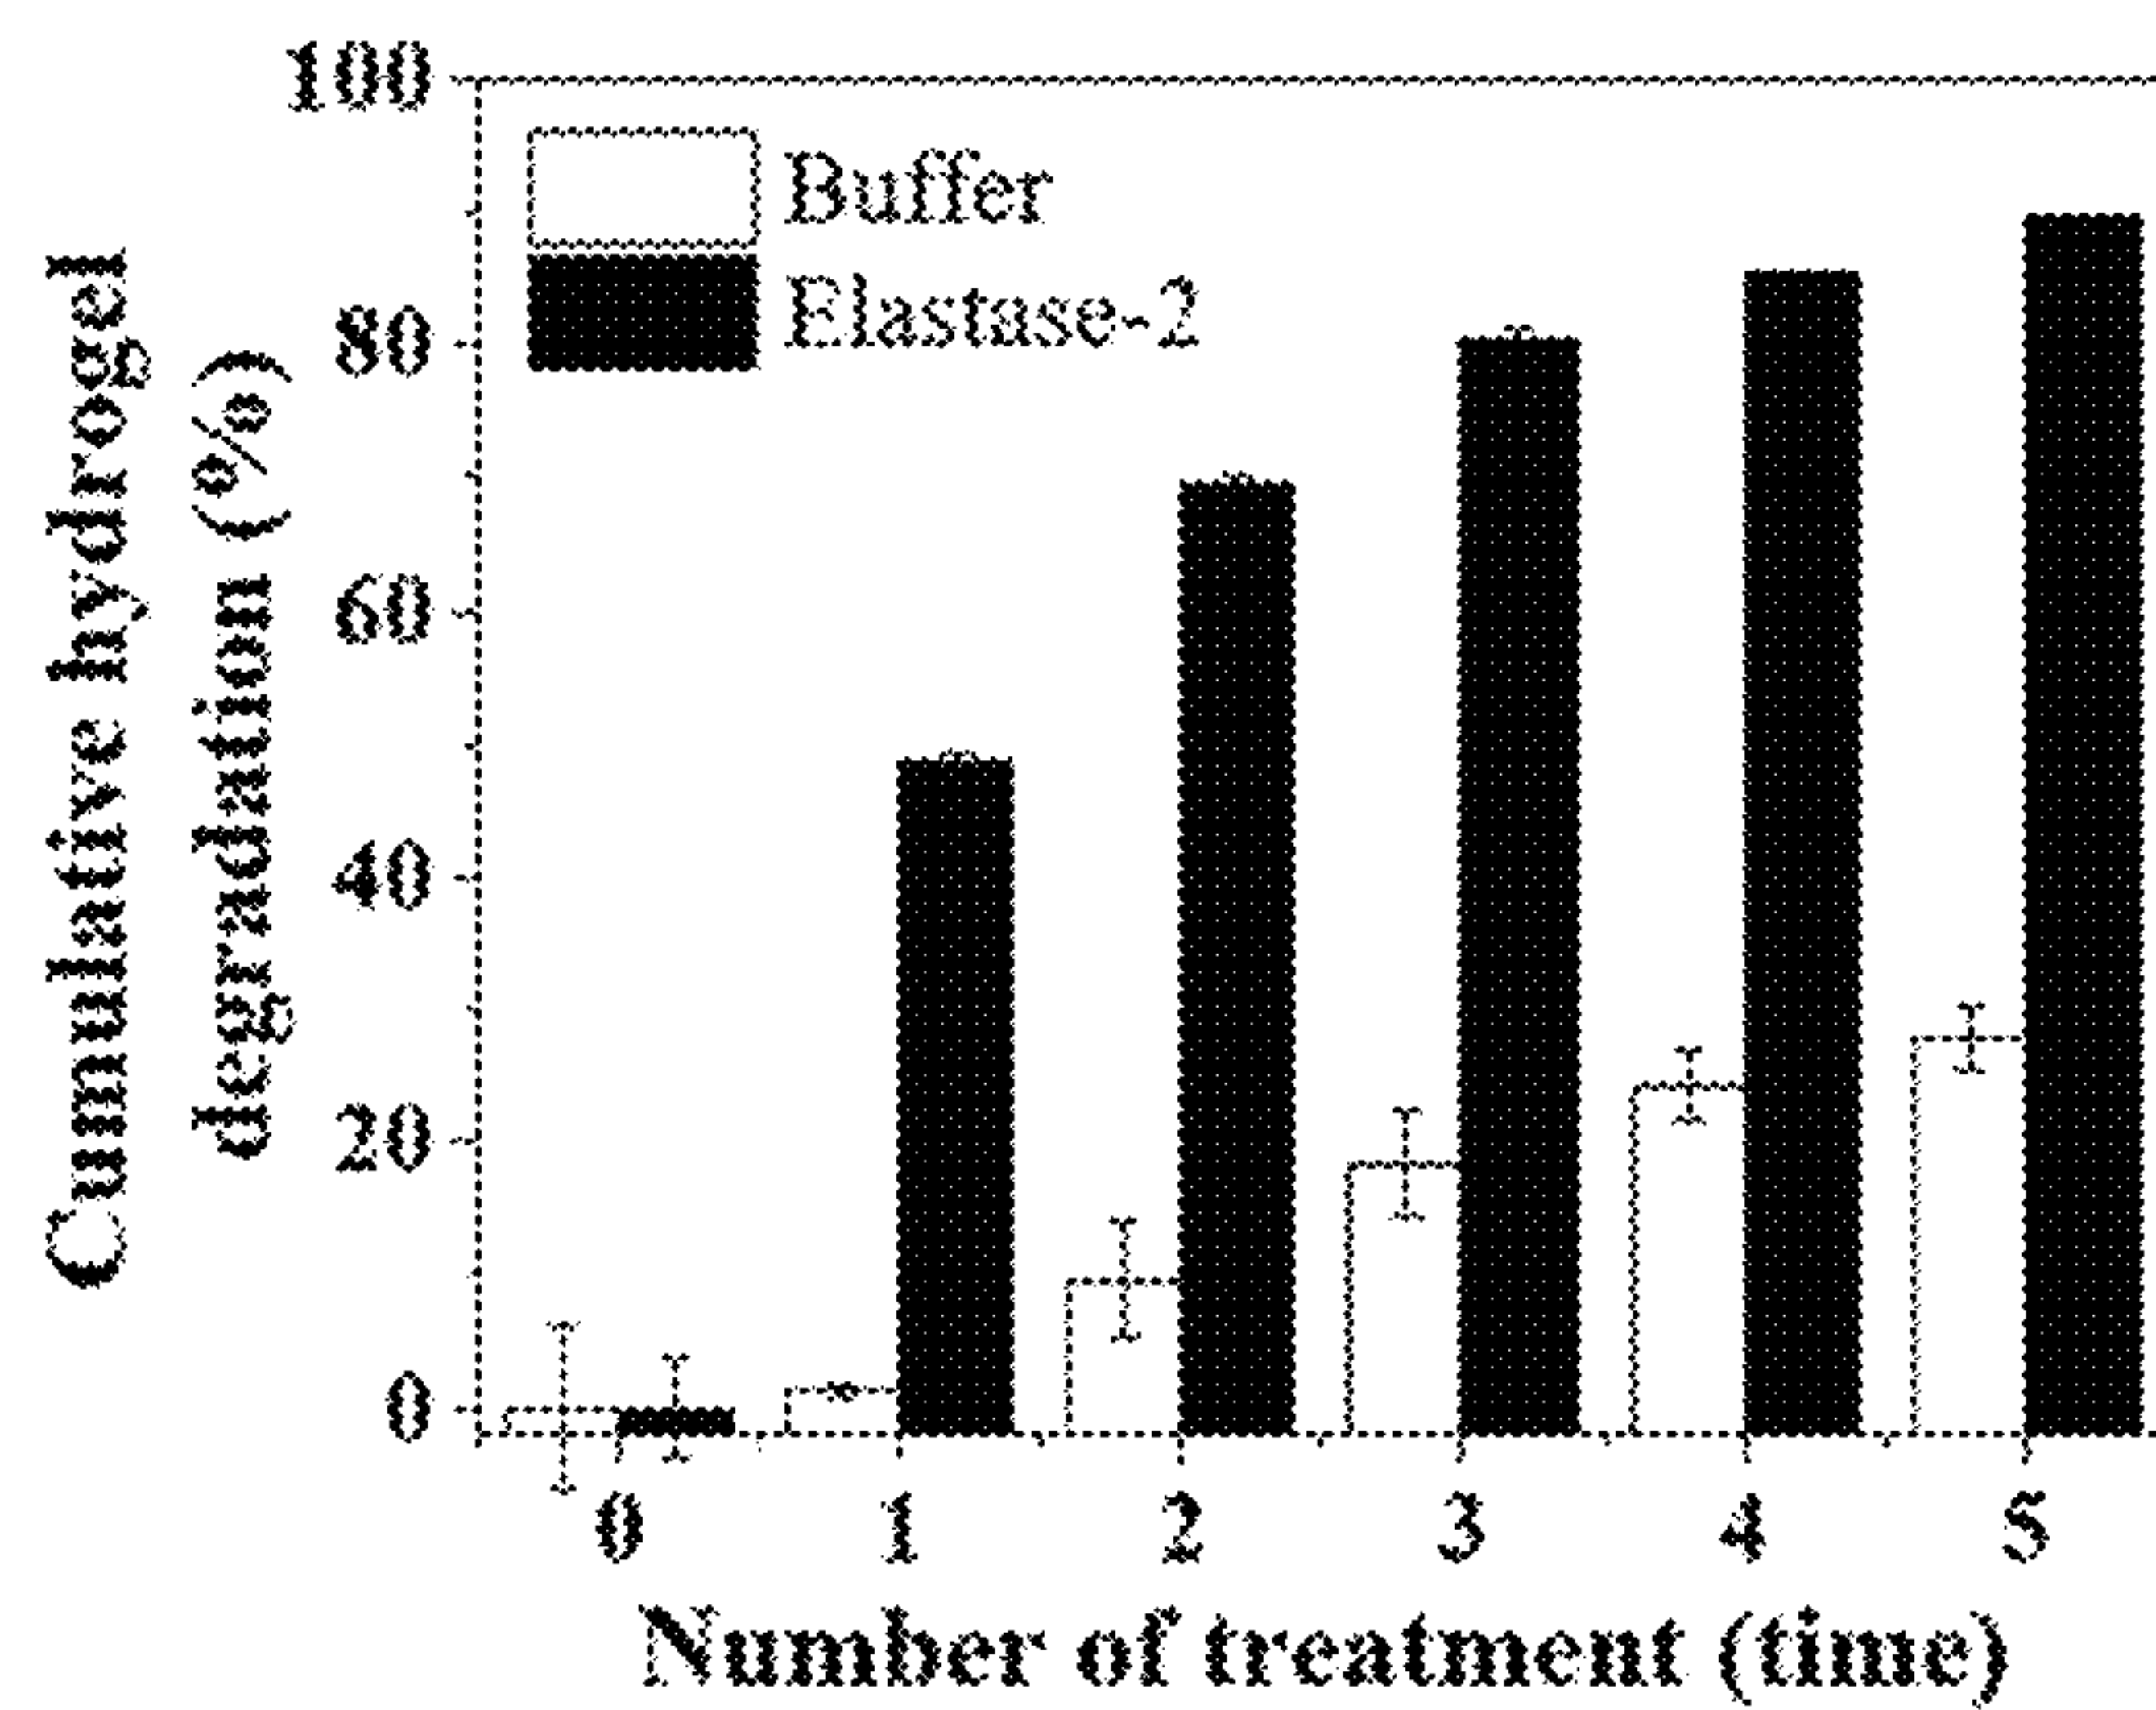 Cumulative hydrogel
degradation (%)
100
80
60
40
20
0
Buffer
Elastase-2
0 1 2 3 4 5
Number of treatment (time)